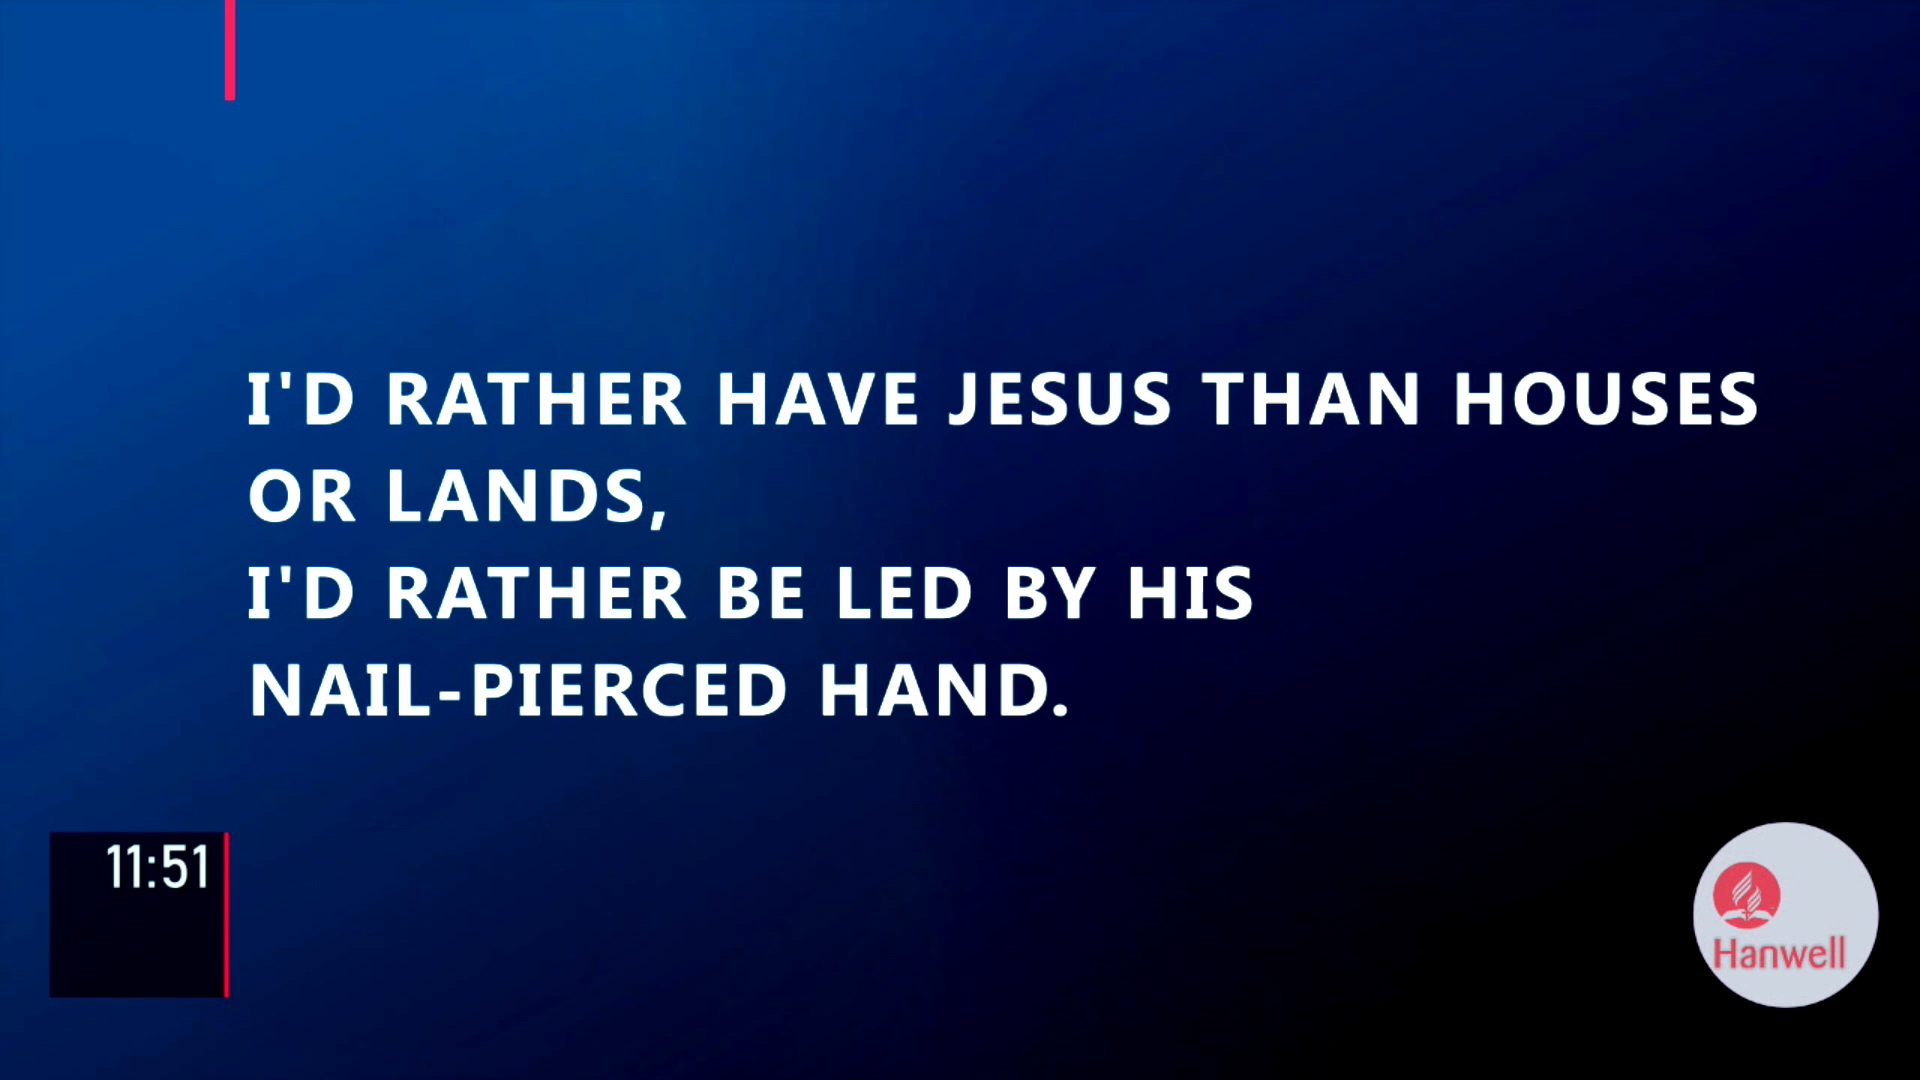 I'D RATHER HAVE JESUS THAN HOUSES
OR LANDS,
I'D RATHER BE LED BY HIS
NAIL-PIERCED HAND.
11:51
Hanwell